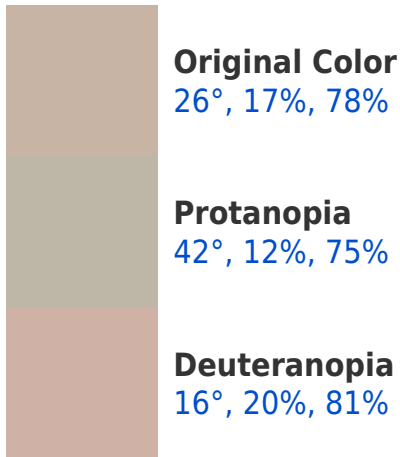 Original Color
26°, 17%, 78%
Protanopia
42°, 12%, 75%
Deuteranopia
16°, 20%, 81%